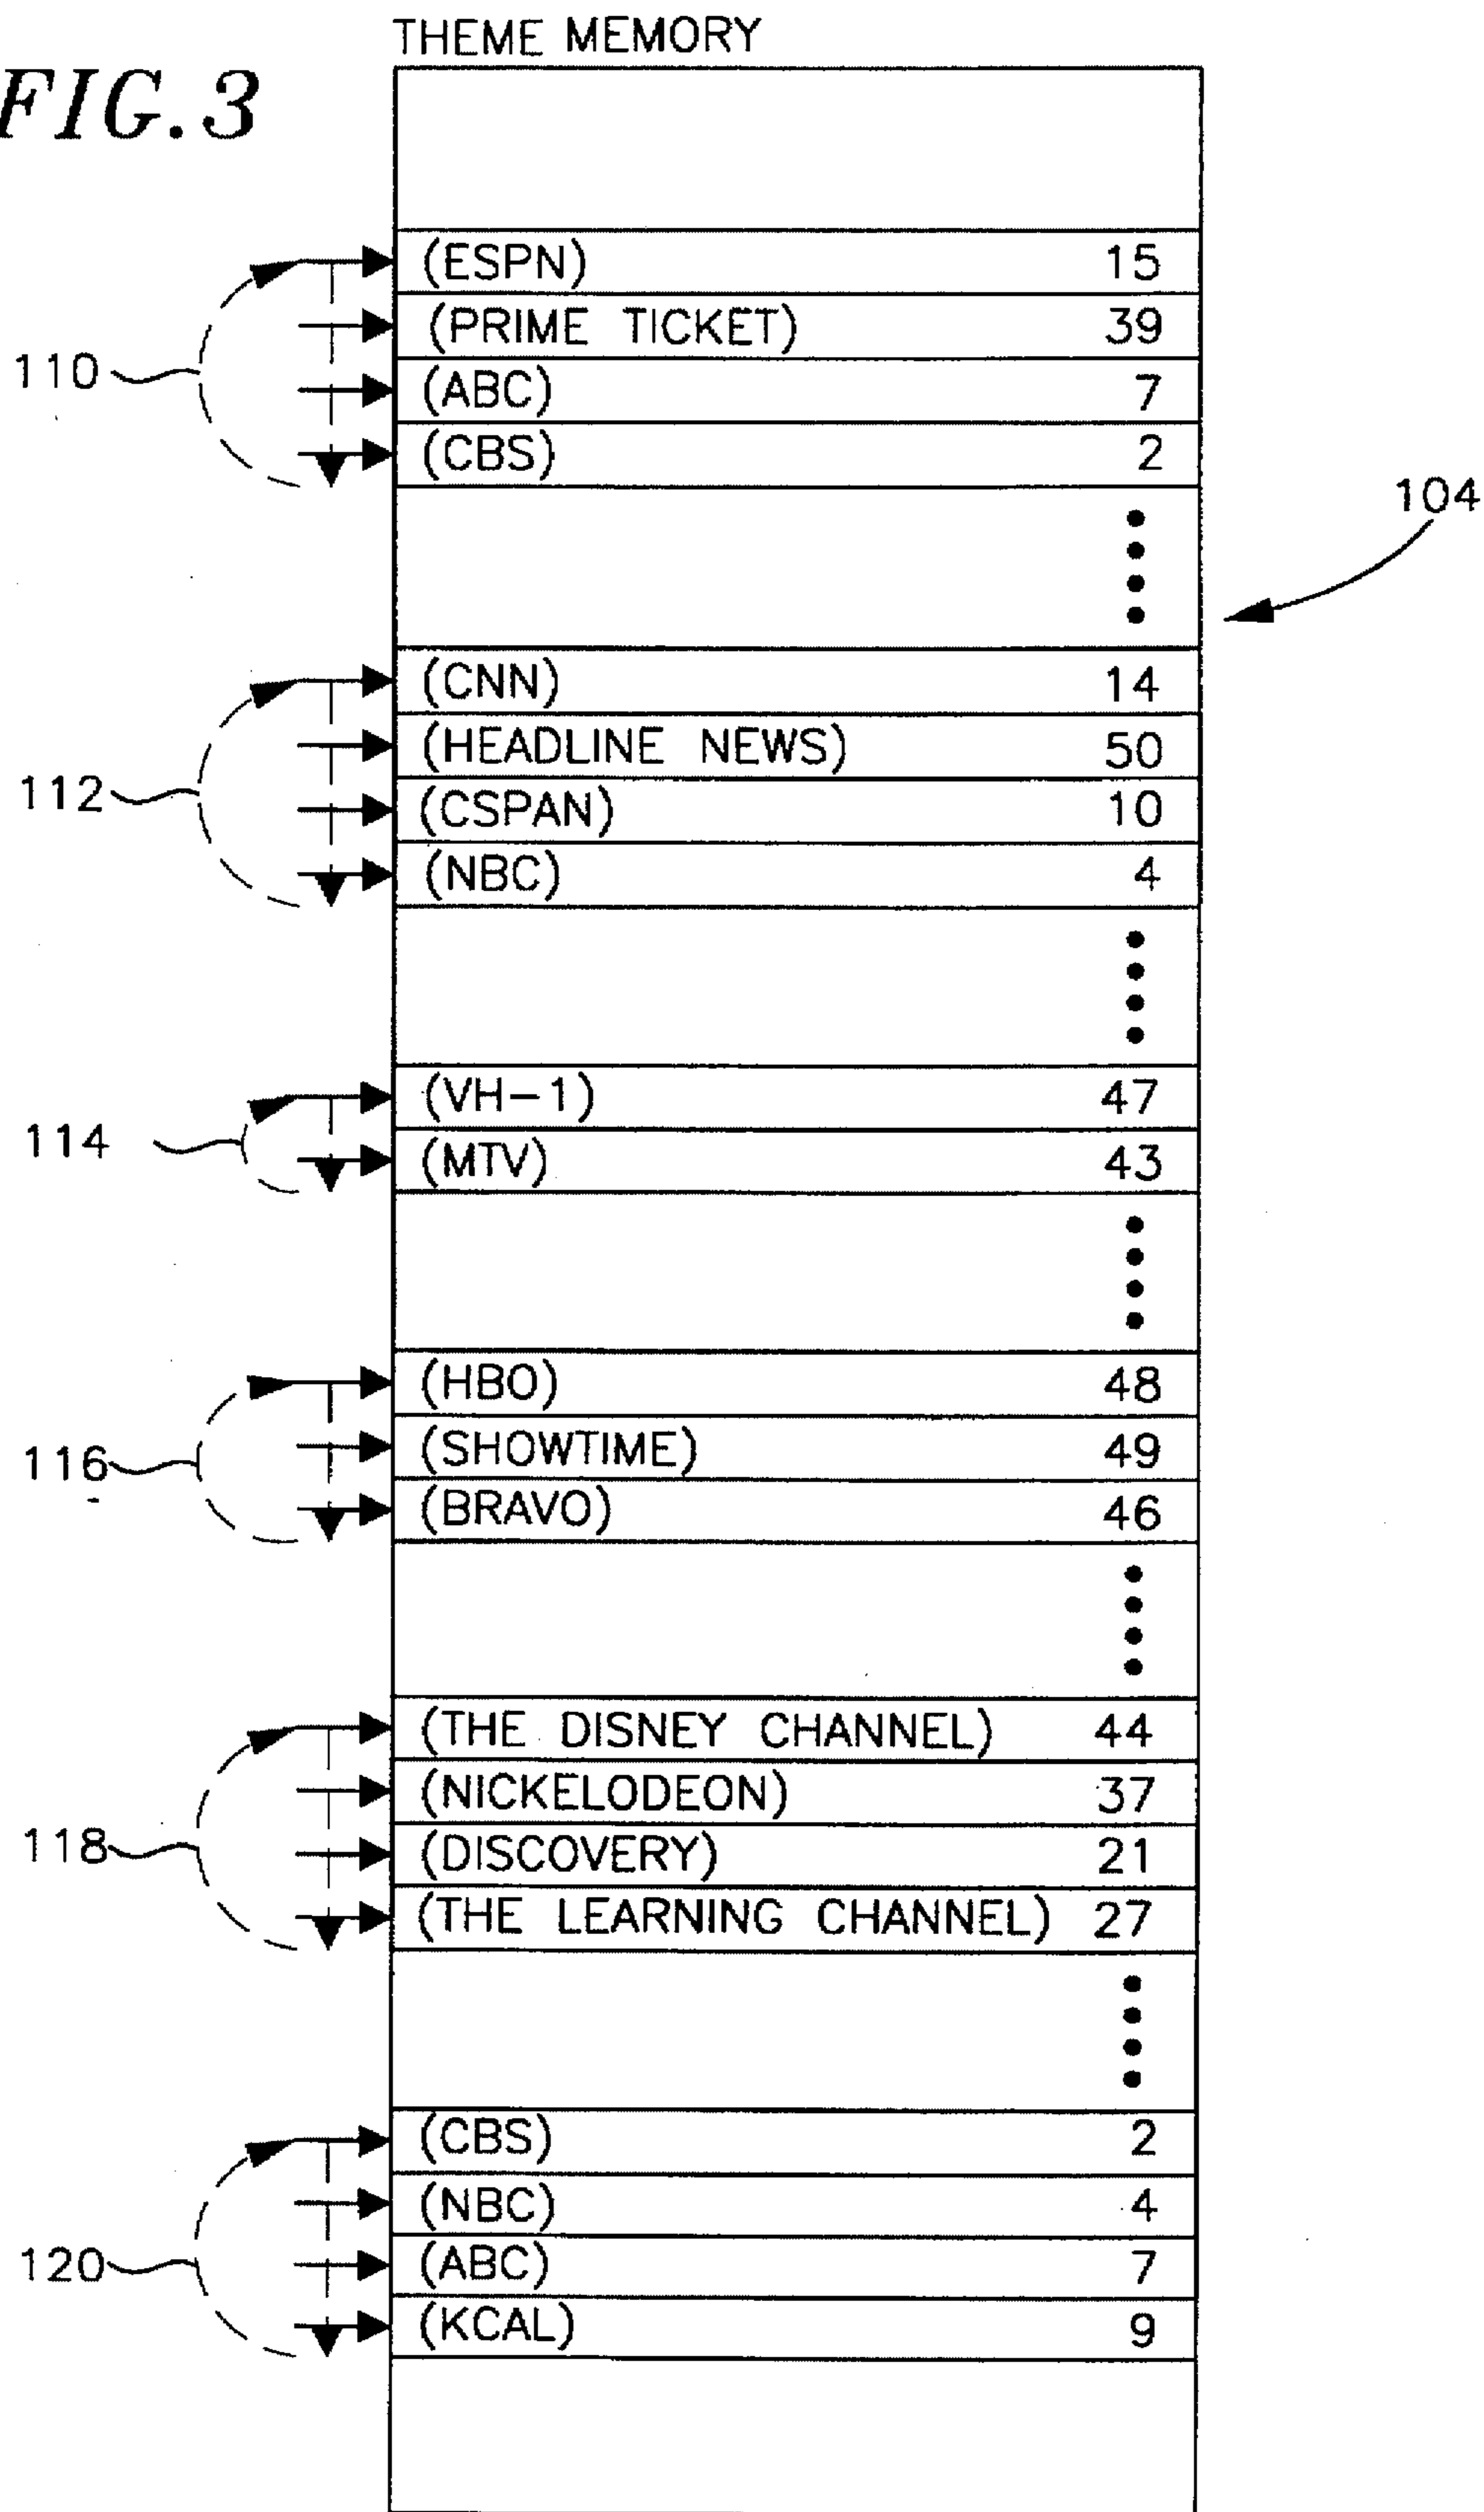 THEME MEMORY
FIG. 3
(ESPN) 15
(PRIME TICKET) 39
110
(ABC) 7
(CBS) 2
104
(CNN) 14
(HEADLINE NEWS) 50
112
(CSPAN) 10
(NBC) 4
(VH-1) 47
114
(MTV) 43
(HBO) 48
(SHOWTIME) 49
116
(BRAVO) 46
(THE DISNEY CHANNEL) 44
(NICKELODEON) 37
118
(DISCOVERY) 21
(THE LEARNING CHANNEL) 27
(CBS) 2
(NBC) 4
120
(ABC) 7
(KCAL) 9